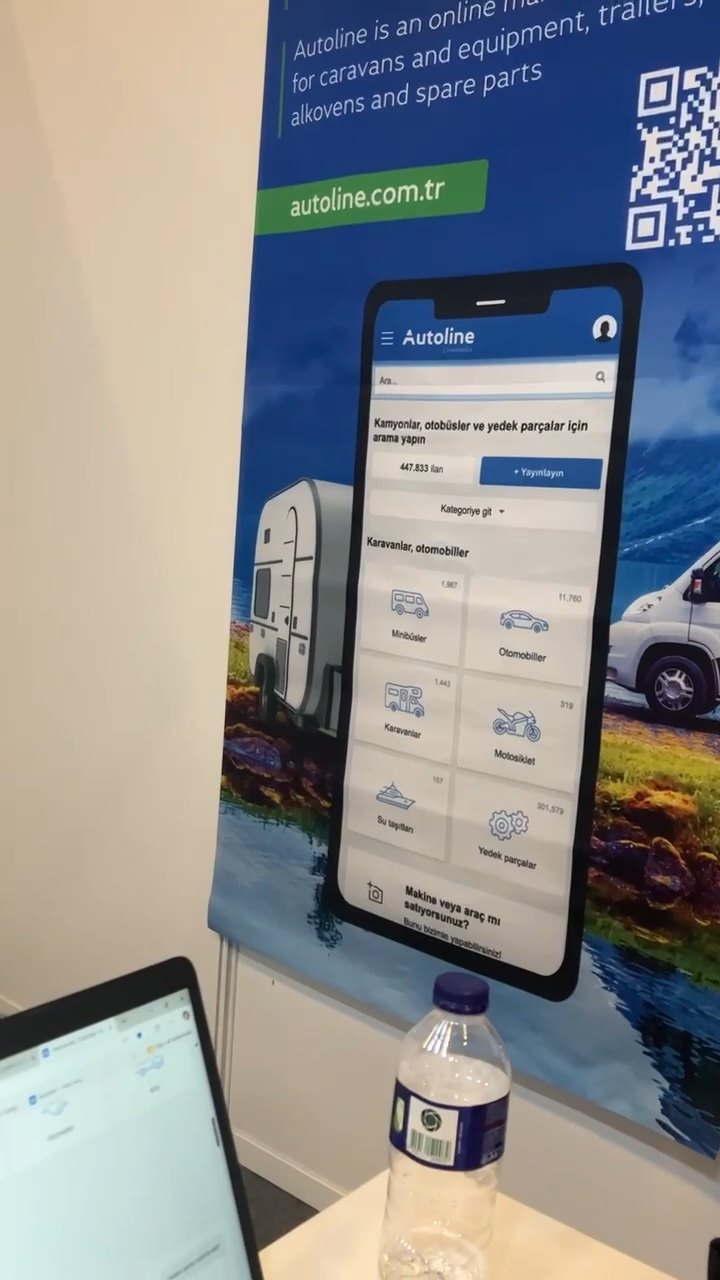 Autoline is an online
for caravans and equipment, trailers,
alkovens and spare parts
autoline.com.tr
Autoline
Ara...
Kamyonlar, otobüsler ve yedek parçalar için
arama yapın
447.833 ilan
+ Yayınlayın
Kategoriye git
Karavanlar, otomobiller
1,967
Minibüsler
11,760
Otomobiller
1,443
Karavanlar
319
Motosiklet
157
Su taşıtları
301,579
Yedek parçalar
Makine veya araç mı
satıyorsunuz?
Bunu bizimle yapabilirsiniz!